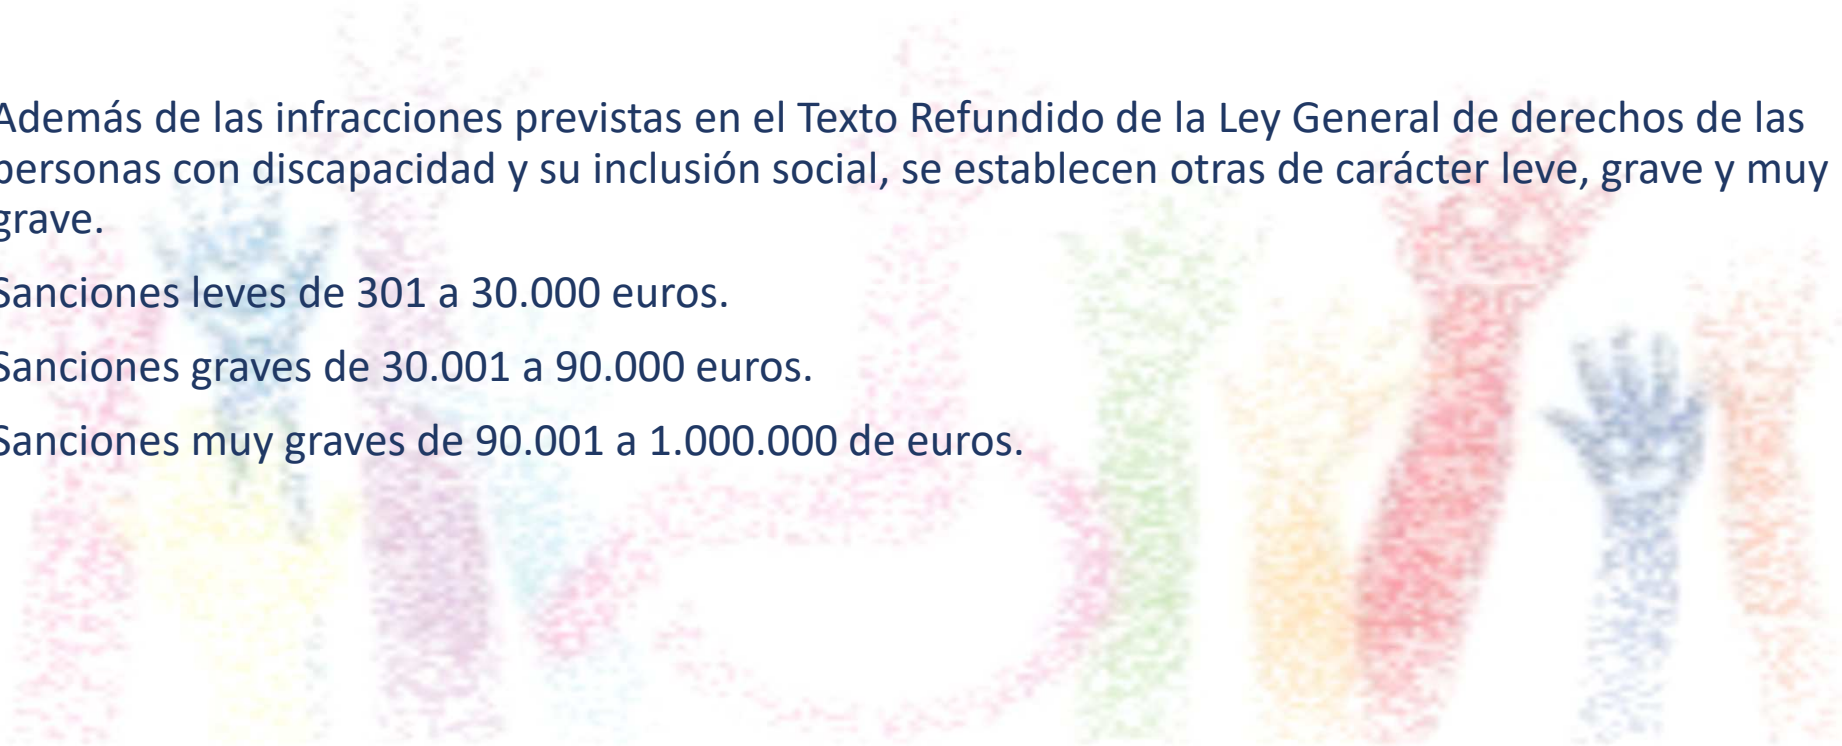 Además de las infracciones previstas en el Texto Refundido de la Ley General de derechos de las
personas con discapacidad y su inclusión social, se establecen otras de carácter leve, grave y muy
grave.
Sanciones leves de 301 a 30.000 euros.
Sanciones graves de 30.001 a 90.000 euros.
Sanciones muy graves de 90.001 a 1.000.000 de euros.